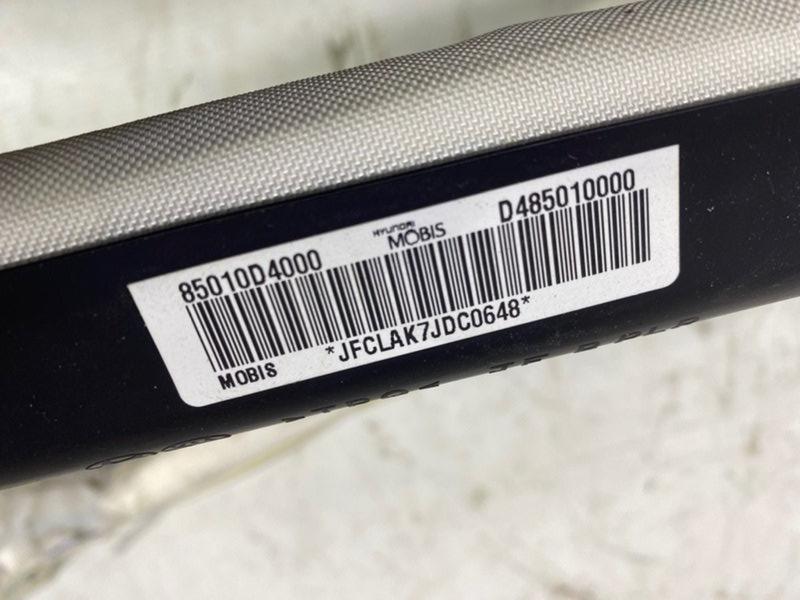 85010D4000
HYUNDAI
MOBIS
D485010000
*JFCLAK7JDC0648*
MOBIS